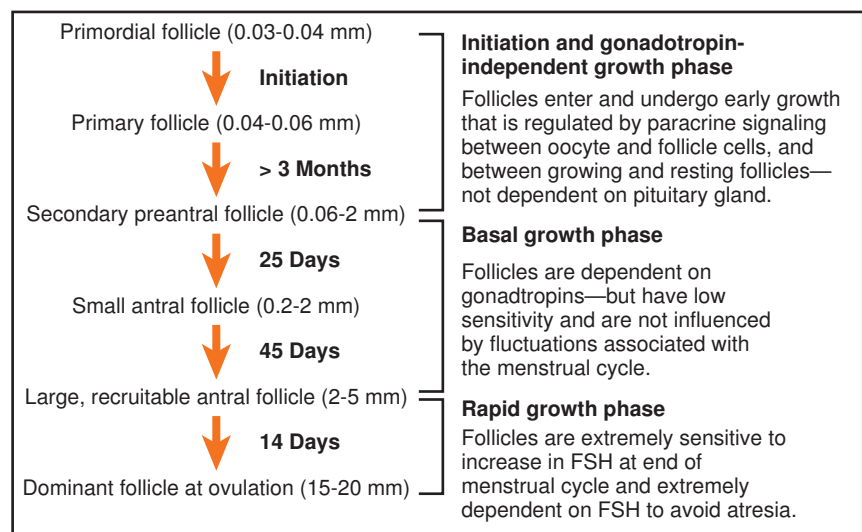 Primordial follicle (0.03-0.04 mm)
Initiation
Primary follicle (0.04-0.06 mm)
> 3 Months
Secondary preantral follicle (0.06-2 mm)
25 Days
Small antral follicle (0.2-2 mm)
45 Days
Large, recruitable antral follicle (2-5 mm)
14 Days
Dominant follicle at ovulation (15-20 mm)
Initiation and gonadotropin-
independent growth phase
Follicles enter and undergo early growth
that is regulated by paracrine signaling
between oocyte and follicle cells, and
between growing and resting follicles—
not dependent on pituitary gland.
Basal growth phase
Follicles are dependent on
gonadtropins—but have low
sensitivity and are not influenced
by fluctuations associated with
the menstrual cycle.
Rapid growth phase
Follicles are extremely sensitive to
increase in FSH at end of
menstrual cycle and extremely
dependent on FSH to avoid atresia.